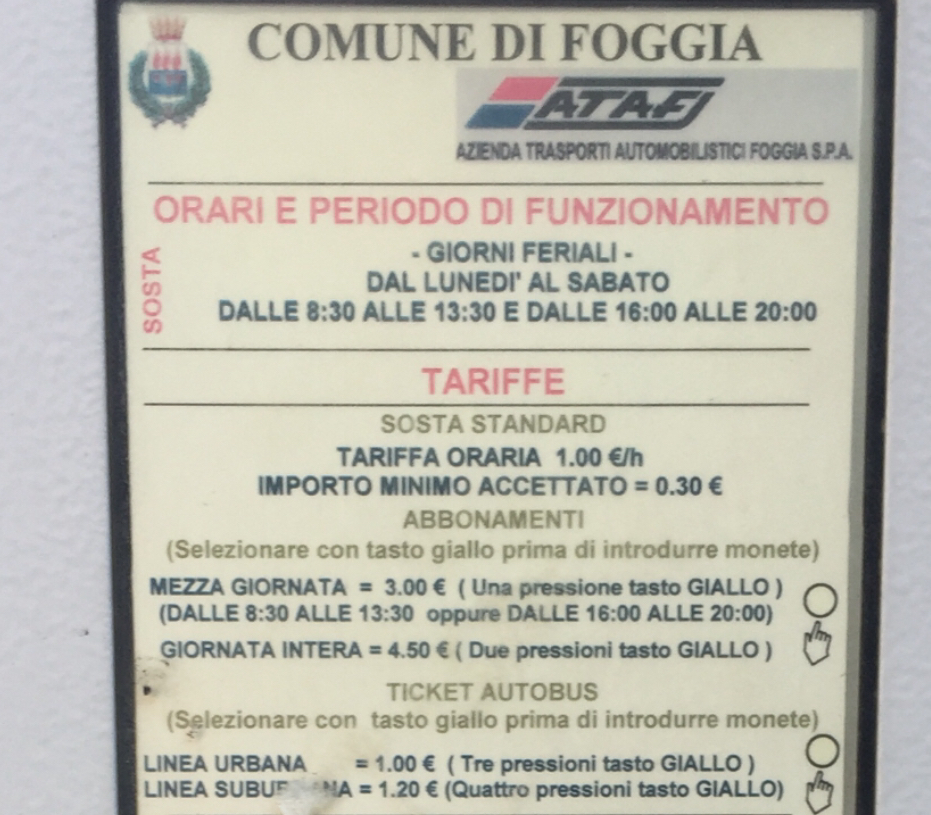 COMUNE DI FOGGIA
ATAF
AZIENDA TRASPORTI AUTOMOBILISTICI FOGGIA S.P.A.
ORARI E PERIODO DI FUNZIONAMENTO
SOSTA
- GIORNI FERIALI -
DAL LUNEDI' AL SABATO
DALLE 8:30 ALLE 13:30 E DALLE 16:00 ALLE 20:00
TARIFFE
SOSTA STANDARD
TARIFFA ORARIA 1.00 €/h
IMPORTO MINIMO ACCETTATO = 0.30 €
ABBONAMENTI
(Selezionare con tasto giallo prima di introdurre monete)
MEZZA GIORNATA = 3.00 € ( Una pressione tasto GIALLO )
(DALLE 8:30 ALLE 13:30 oppure DALLE 16:00 ALLE 20:00)
GIORNATA INTERA = 4.50 € ( Due pressioni tasto GIALLO )
TICKET AUTOBUS
(Selezionare con tasto giallo prima di introdurre monete)
LINEA URBANA = 1.00 € ( Tre pressioni tasto GIALLO )
LINEA = 1.20 € (Quattro pressioni tasto GIALLO)